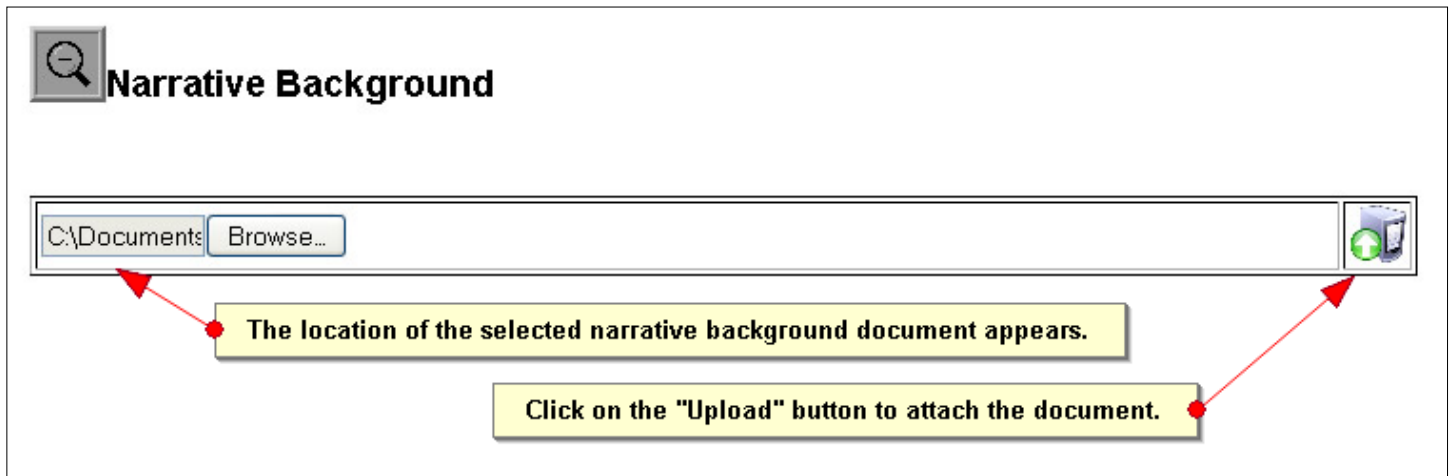 Narrative Background
C:\Documents Browse...
The location of the selected narrative background document appears.
Click on the "Upload" button to attach the document.